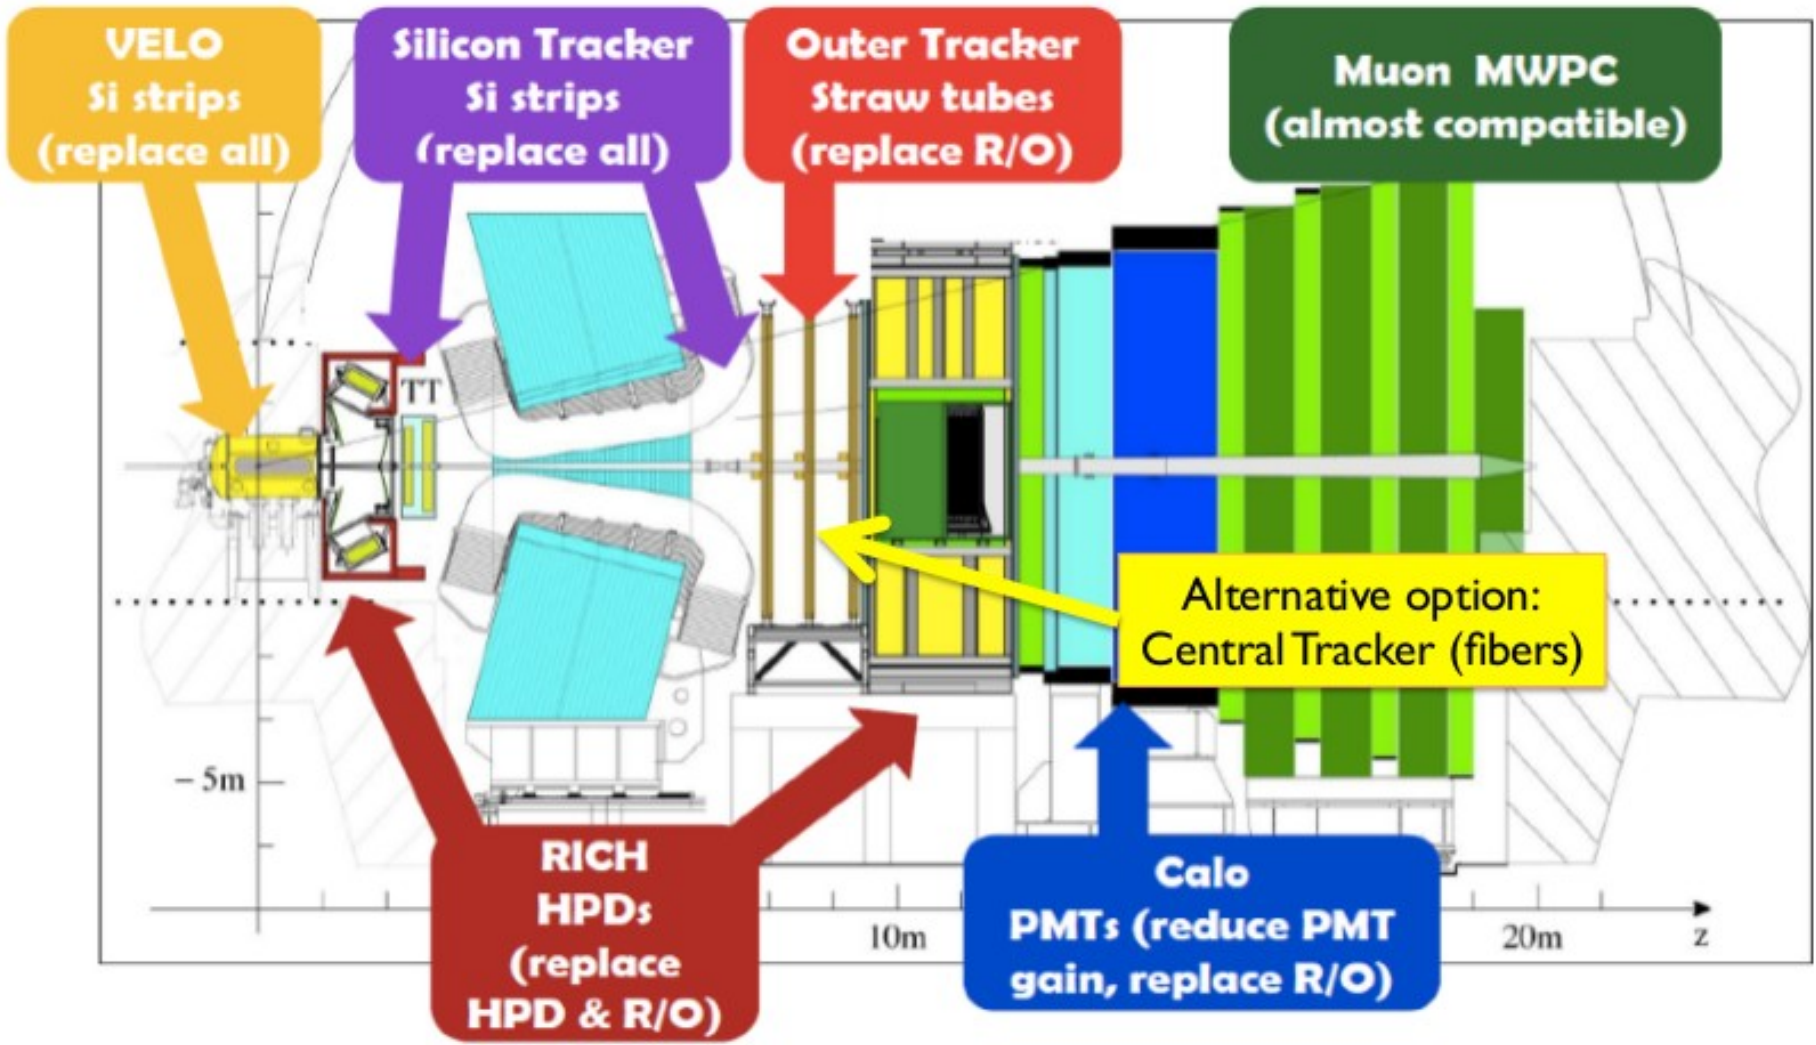 VELO
Si strips
(replace all)
Silicon Tracker
Si strips
(replace all)
Outer Tracker
Straw tubes
(replace R/O)
Muon MWPC
(almost compatible)
TT
Alternative option:
Central Tracker (fibers)
– 5m
RICH
HPDs
(replace
HPD & R/O)
Calo
PMTs (reduce PMT
gain, replace R/O)
10m
20m
z